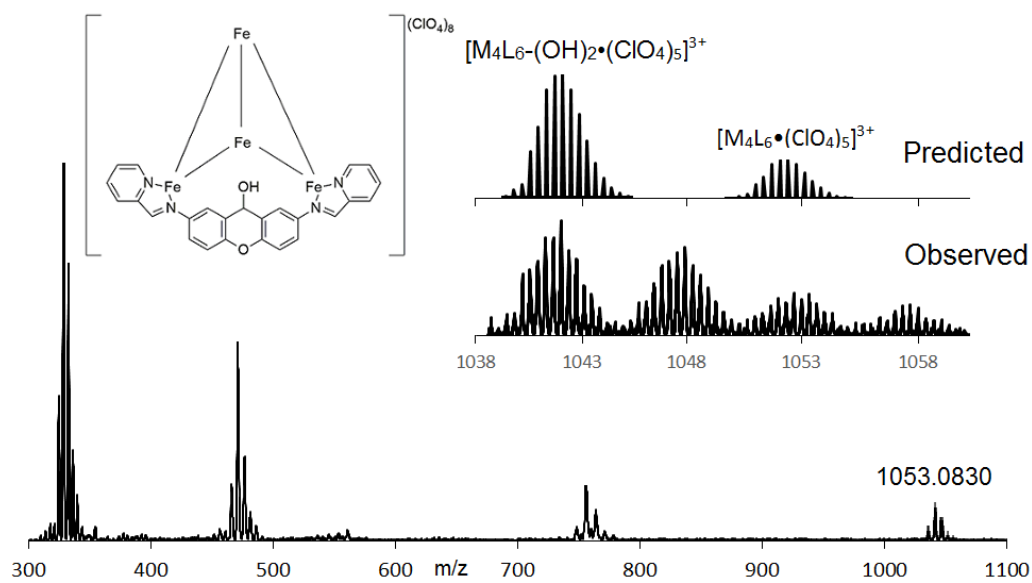 (ClO4)8
Fe
Fe
Fe
Fe
N
N
OH
N
N
O
[M4L6-(OH)2•(ClO4)5]3+
[M4L6•(ClO4)5]3+
Predicted
Observed
1038
1043
1048
1053
1058
1053.0830
300
400
500
600
m/z
700
800
900
1000
1100